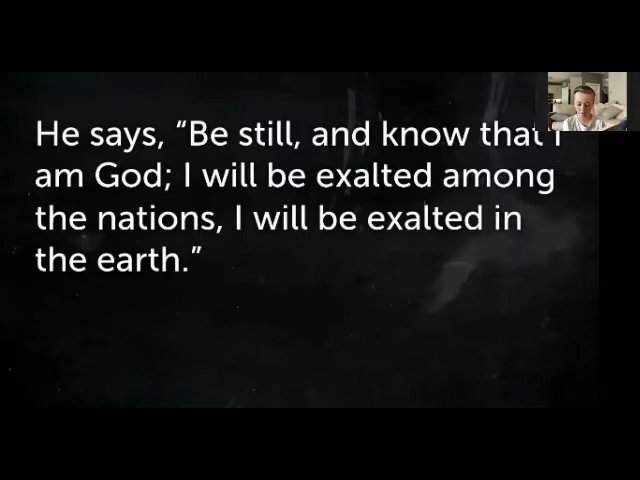 He says, “Be still, and know that I
am God; I will be exalted among
the nations, I will be exalted in
the earth.”